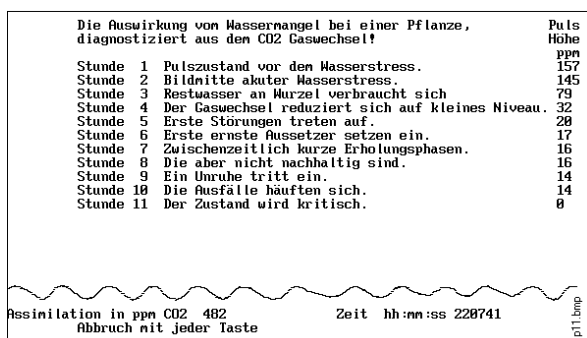 Die Auswirkung vom Wassermangel bei einer Pflanze, Puls
diagnostiziert aus dem CO2 Gaswechsel! Höhe
ppm
Stunde 1 Pulszustand vor dem Wasserstress. 157
Stunde 2 Bildmitte akuter Wasserstress. 145
Stunde 3 Restwasser an Wurzel verbraucht sich 79
Stunde 4 Der Gaswechsel reduziert sich auf kleines Niveau. 32
Stunde 5 Erste Störungen treten auf. 20
Stunde 6 Erste ernste Aussetzer setzen ein. 17
Stunde 7 Zwischenzeitlich kurze Erholungsphasen. 16
Stunde 8 Die aber nicht nachhaltig sind. 16
Stunde 9 Ein Unruhe tritt ein. 14
Stunde 10 Die Ausfälle häuften sich. 14
Stunde 11 Der Zustand wird kritisch. 0
Assimilation in ppm CO2 482 Zeit hh:mm:ss 220741
Abbruch mit jeder Taste
p11.bmp